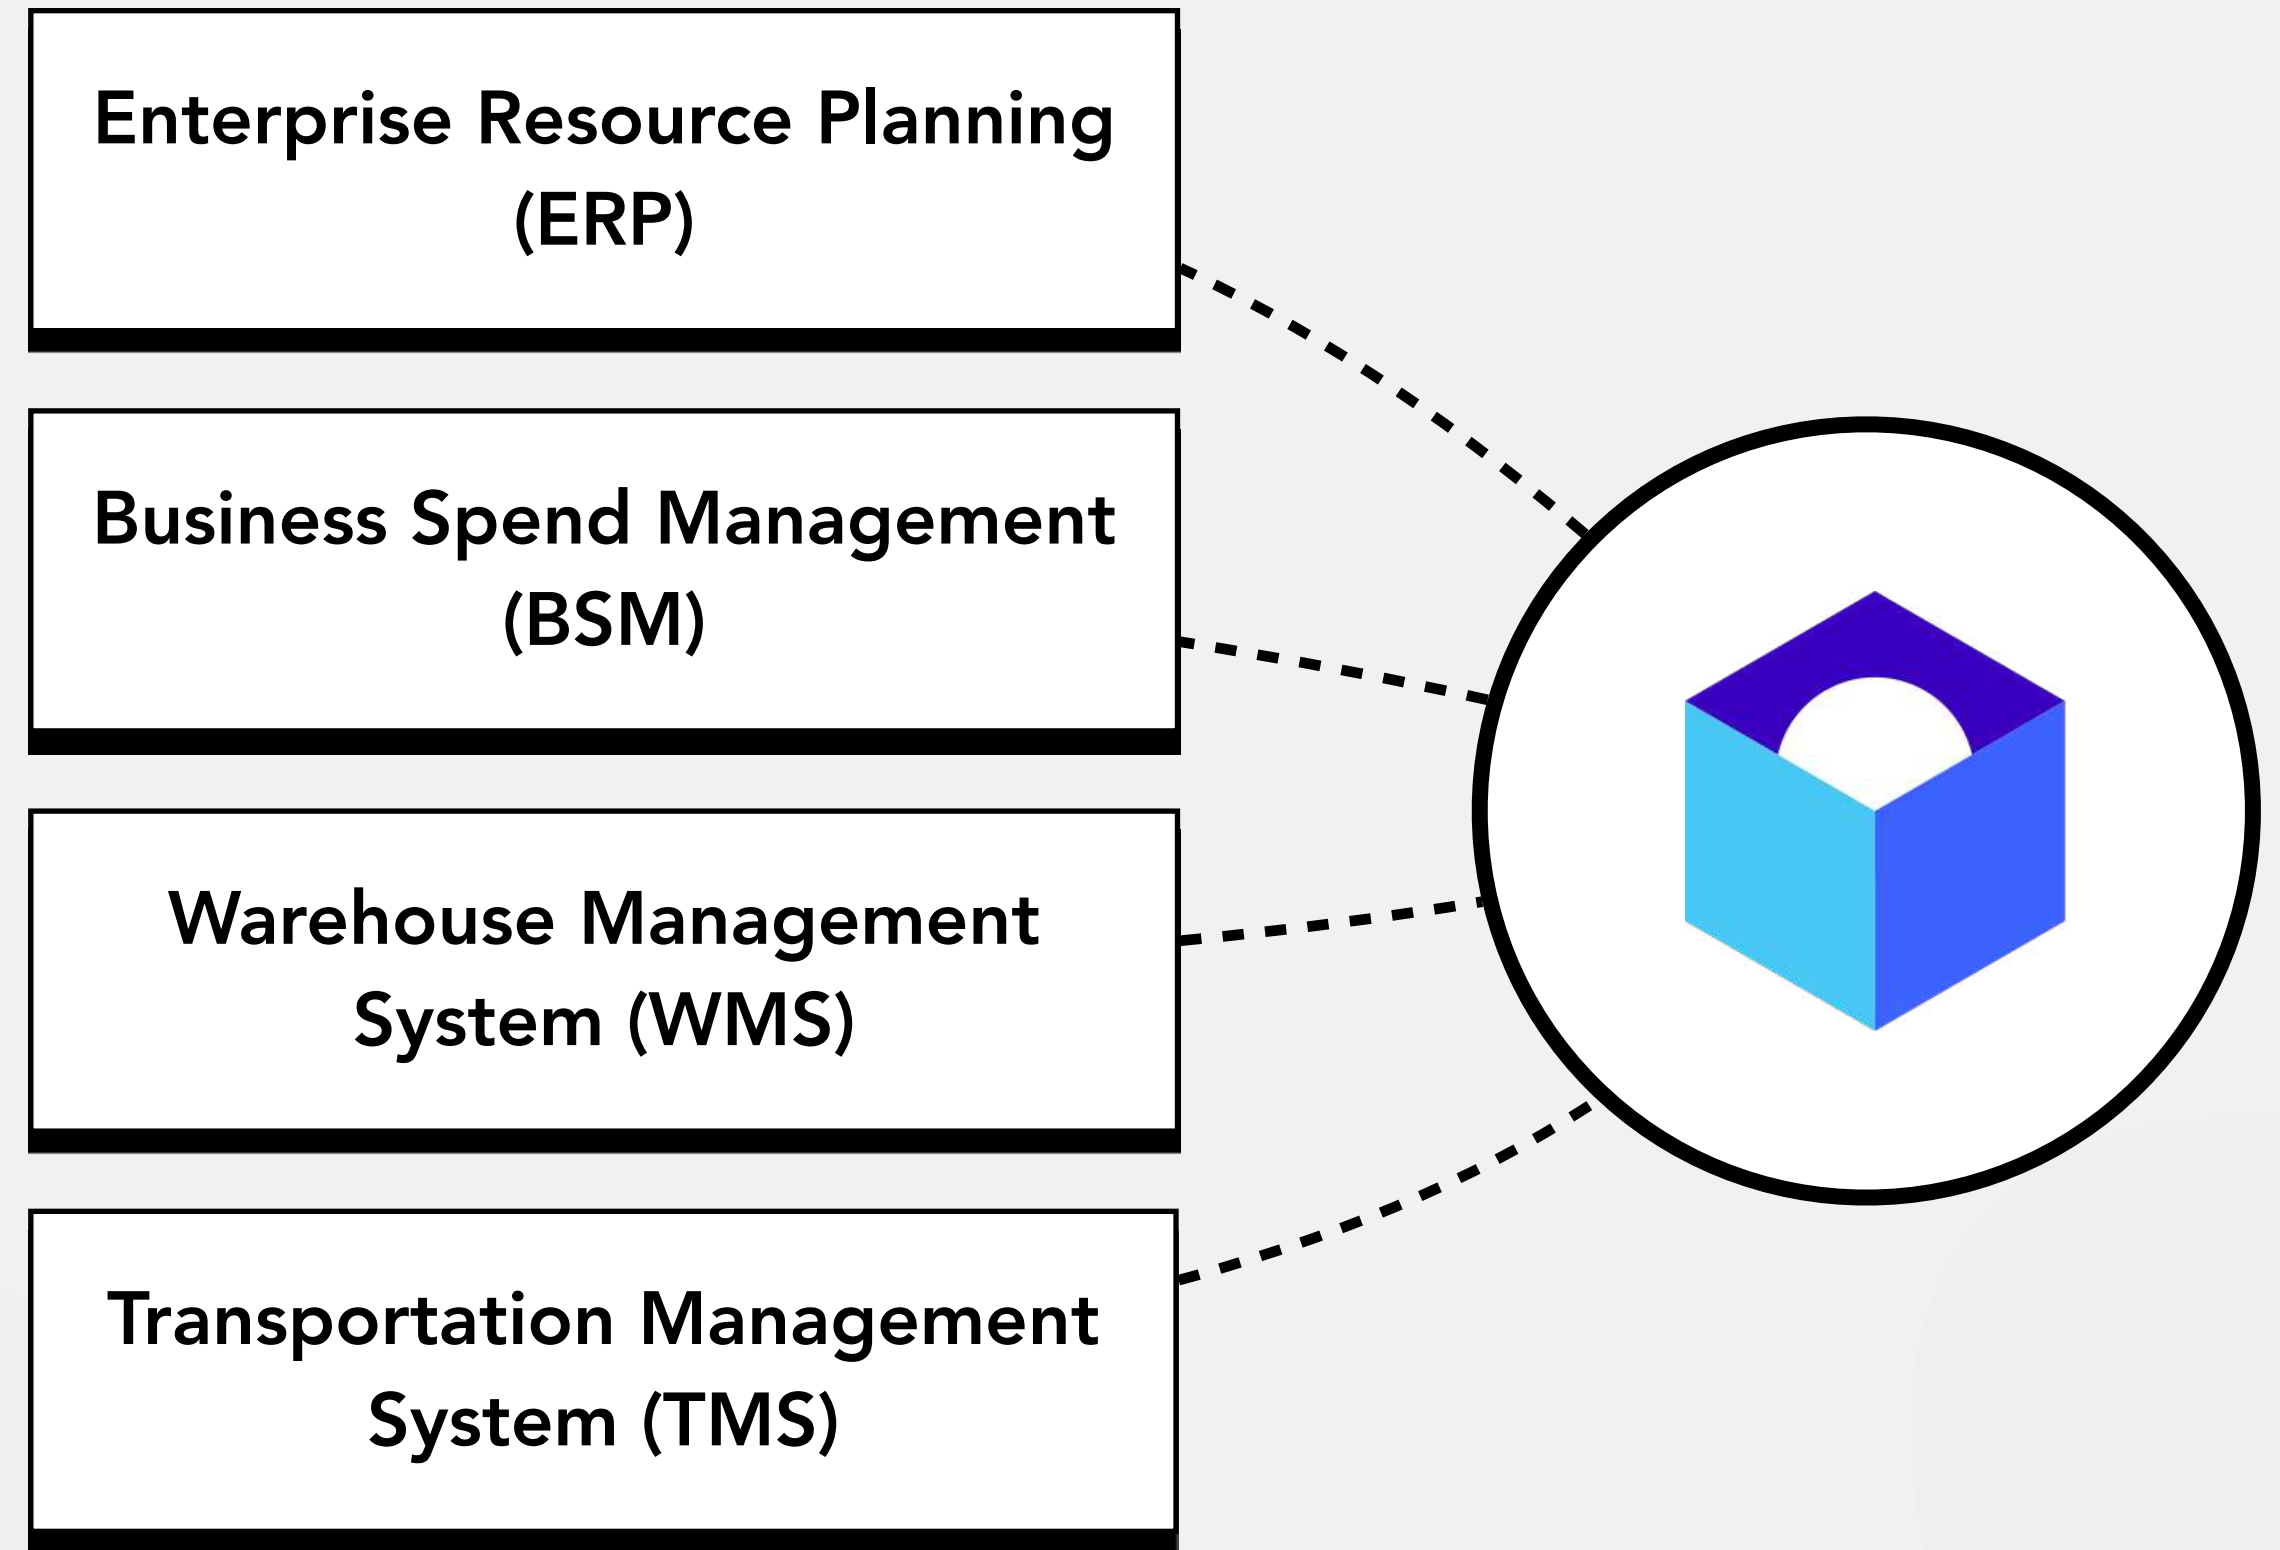 Enterprise Resource Planning
(ERP)
Business Spend Management
(BSM)
Warehouse Management
System (WMS)
Transportation Management
System (TMS)